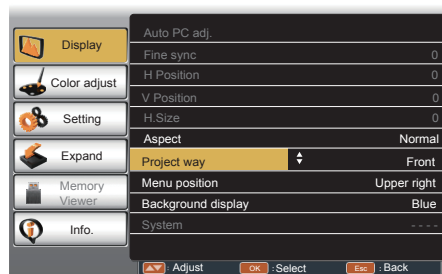 Display
Color adjust
Setting
Expand
Memory
Viewer
Info.
Auto PC adj.
Fine sync 0
H Position 0
V Position 0
H.Size 0
Aspect Normal
Project way Front
Menu position Upper right
Background display Blue
System - - - -
: Adjust OK : Select Esc : Back